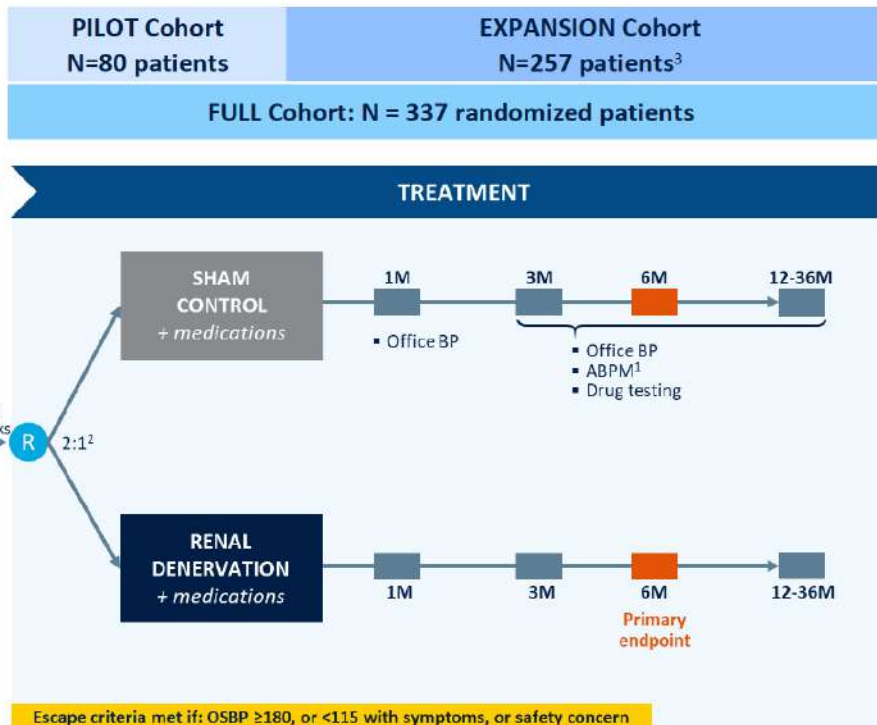 PILOT Cohort
N=80 patients
EXPANSION Cohort
N=257 patients³
FULL Cohort: N = 337 randomized patients
TREATMENT
SHAM
CONTROL
+ medications
1M
3M
6M
12-36M
▪ Office BP
▪ Office BP
▪ ABPM¹
▪ Drug testing
R
2:1²
RENAL
DENERVATION
+ medications
1M
3M
6M
12-36M
Primary
endpoint
Escape criteria met if: OSBP ≥180, or <115 with symptoms, or safety concern